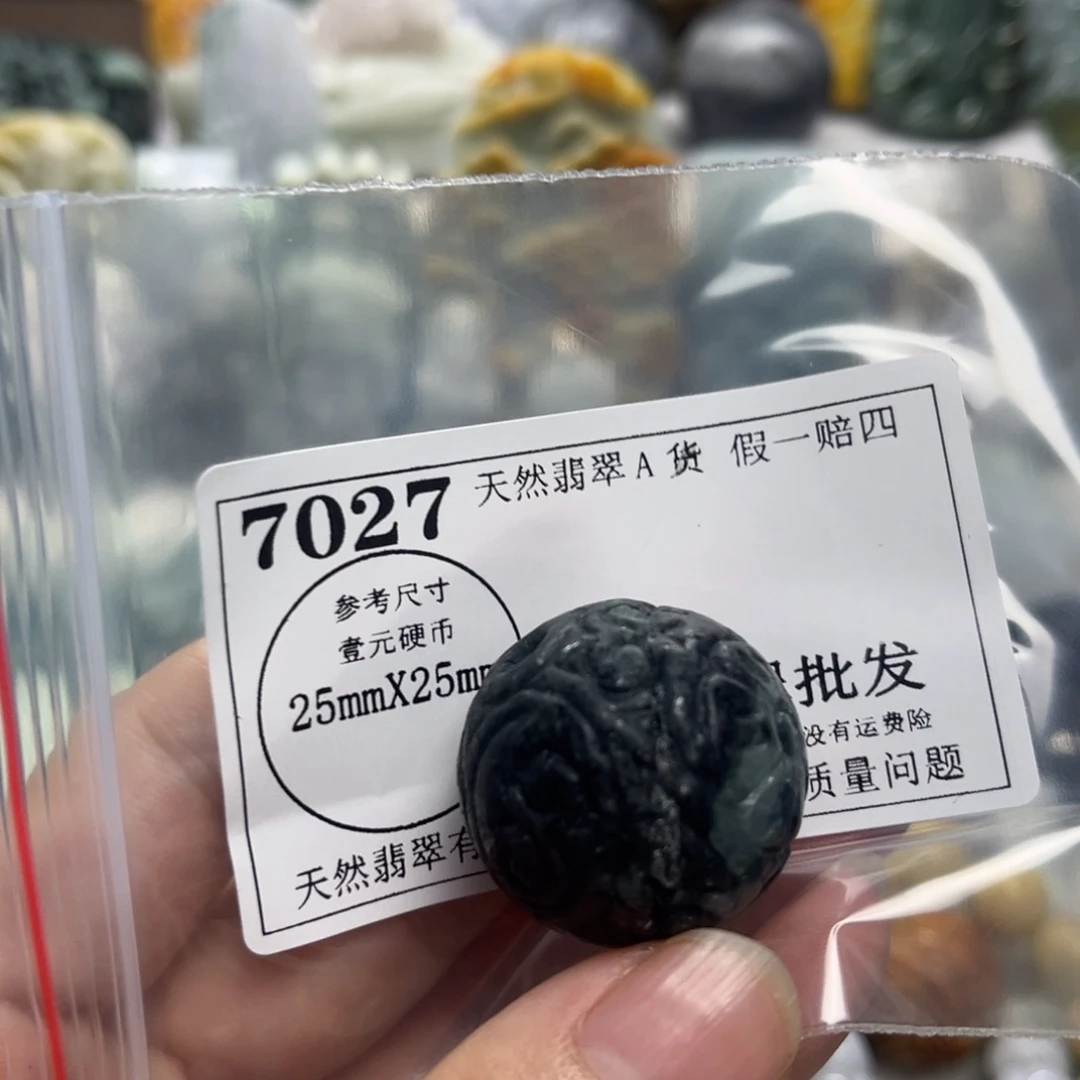 7027 天然翡翠A货 假一赔四
参考尺寸
壹元硬币
25mmX25mm
批发
没有运费险
质量问题
天然翡翠有